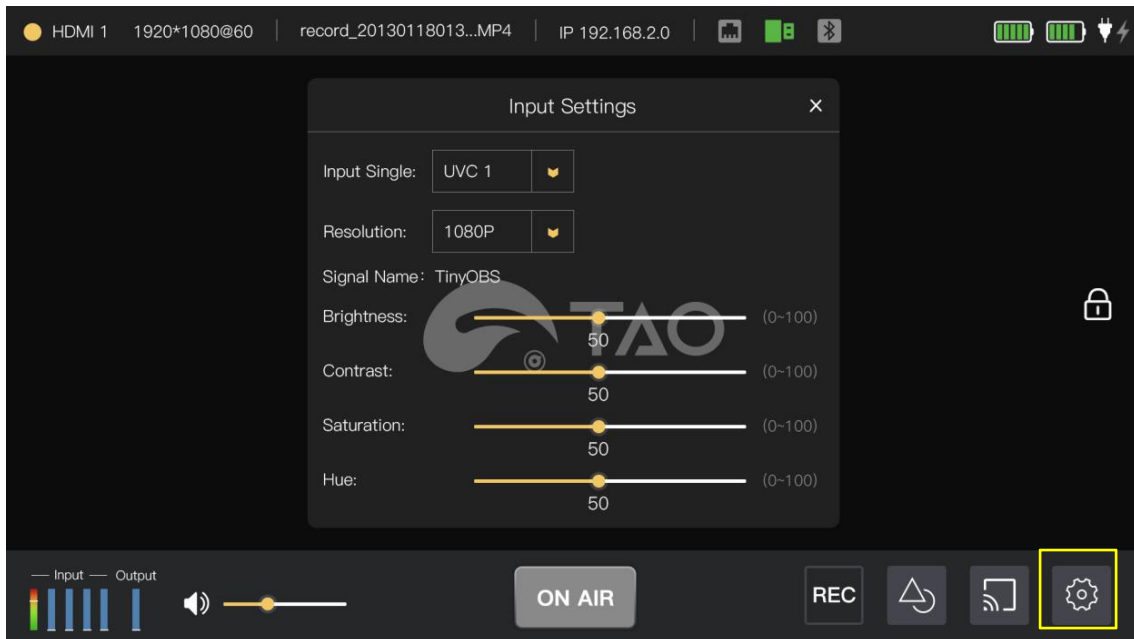 HDMI 1 1920*1080@60 record_20130118013...MP4 IP 192.168.2.0
Input Settings
Input Single: UVC 1
Resolution: 1080P
Signal Name: TinyOBS
TAO
Brightness: (0~100)
50
Contrast: (0~100)
50
Saturation: (0~100)
50
Hue: (0~100)
50
Input Output
ON AIR REC